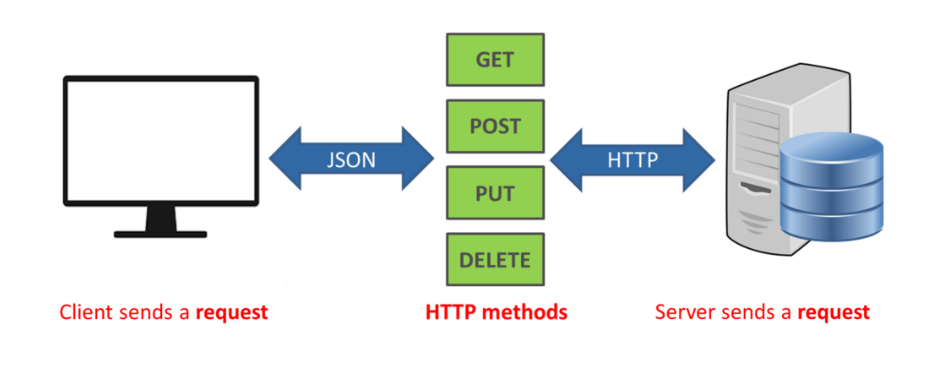 GET
POST
JSON
HTTP
PUT
DELETE
Client sends a request
HTTP methods
Server sends a request